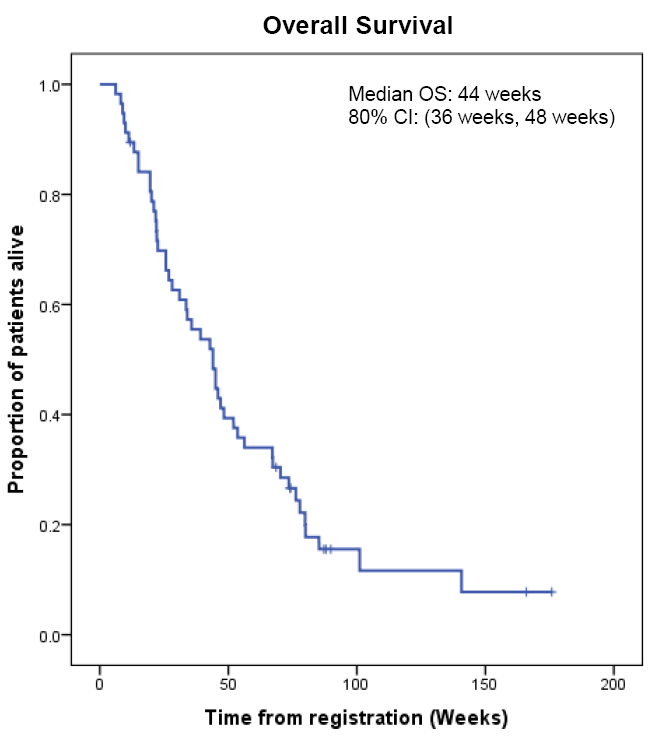 Overall Survival
Median OS: 44 weeks
80% CI: (36 weeks, 48 weeks)
Proportion of patients alive
1.0
0.8
0.6
0.4
0.2
0.0
0 50 100 150 200
Time from registration (Weeks)